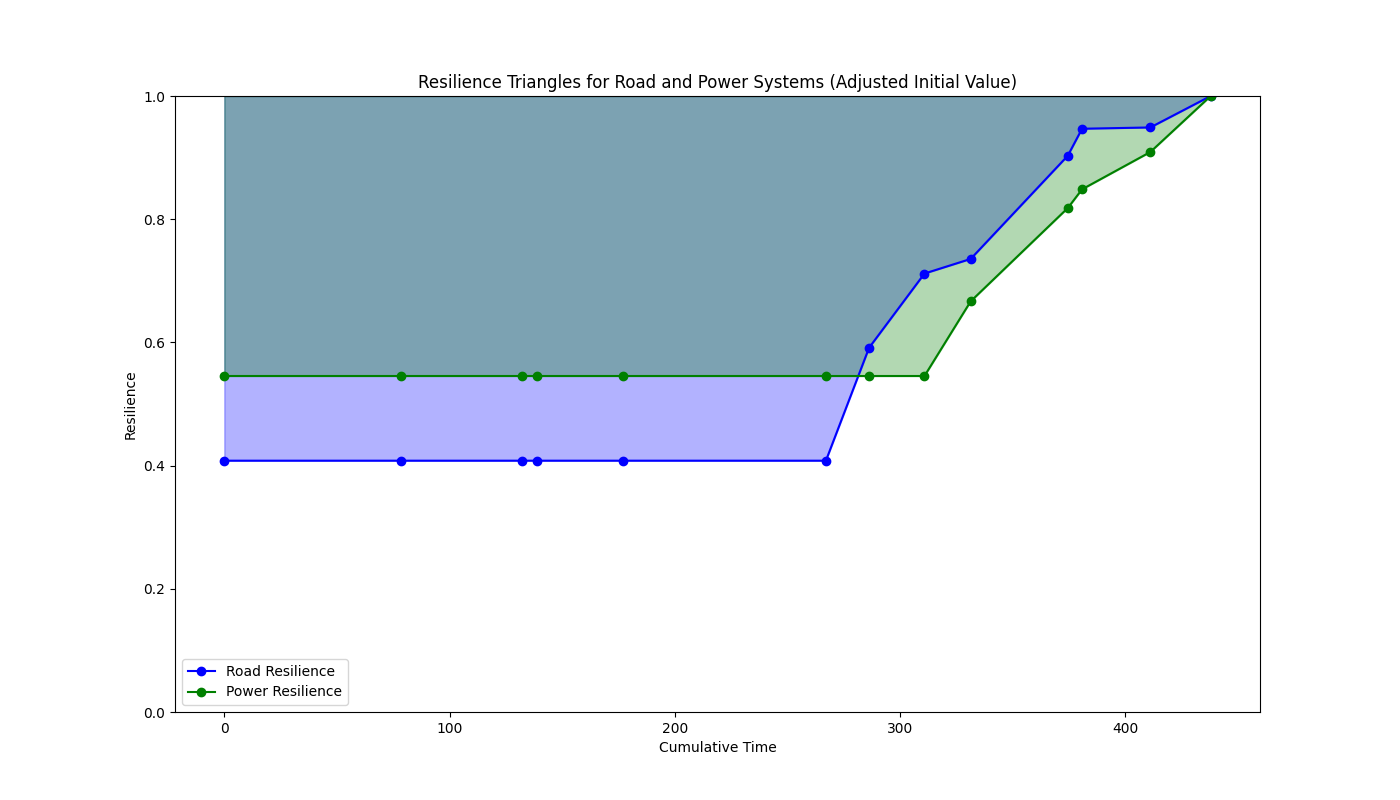 Resilience Triangles for Road and Power Systems (Adjusted Initial Value)
1.0
0.8
0.6
0.4
0.2
0.0
Resilience
Road Resilience
Power Resilience
0 100 200 300 400
Cumulative Time